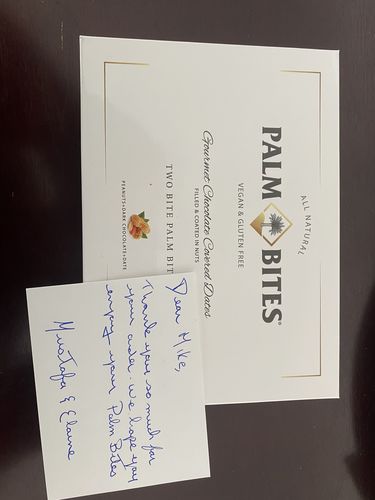 ALL NATURAL
PALM BITES®
VEGAN & GLUTEN FREE
Gourmet Chocolate Covered Dates
FILLED & COATED IN NUTS
TWO BITE PALM BIT
PEANUTS•DARK CHOCOLATE•DATE
Dear Mike,
Thank you so much for
your order. We hope you
enjoy your Palm Bites
Mustafa & Elaine